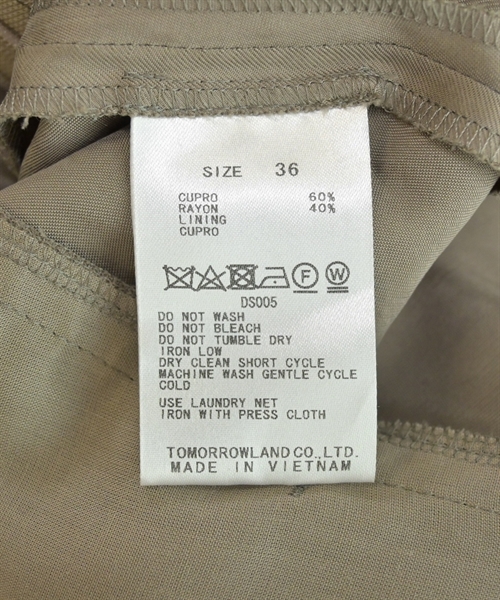 SIZE 36
CUPRO 60%
RAYON 40%
LINING
CUPRO
F W
DS005
DO NOT WASH
DO NOT BLEACH
DO NOT TUMBLE DRY
IRON LOW
DRY CLEAN SHORT CYCLE
MACHINE WASH GENTLE CYCLE
COLD
USE LAUNDRY NET
IRON WITH PRESS CLOTH
TOMORROWLAND CO., LTD.
MADE IN VIETNAM